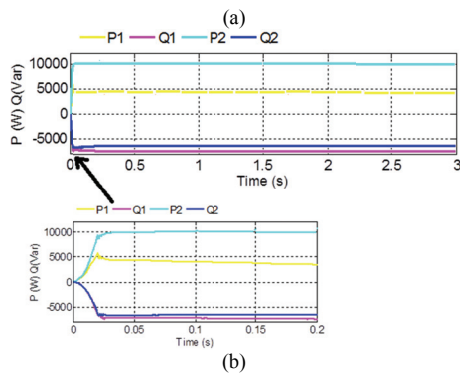 (a)
P1 Q1 P2 Q2
P (W) Q(Var)
10000
5000
0
-5000
0 0.5 1 1.5 2 2.5 3
Time (s)
P1 Q1 P2 Q2
P (W) Q(Var)
10000
5000
0
-5000
0 0.05 0.1 0.15 0.2
Time (s)
(b)